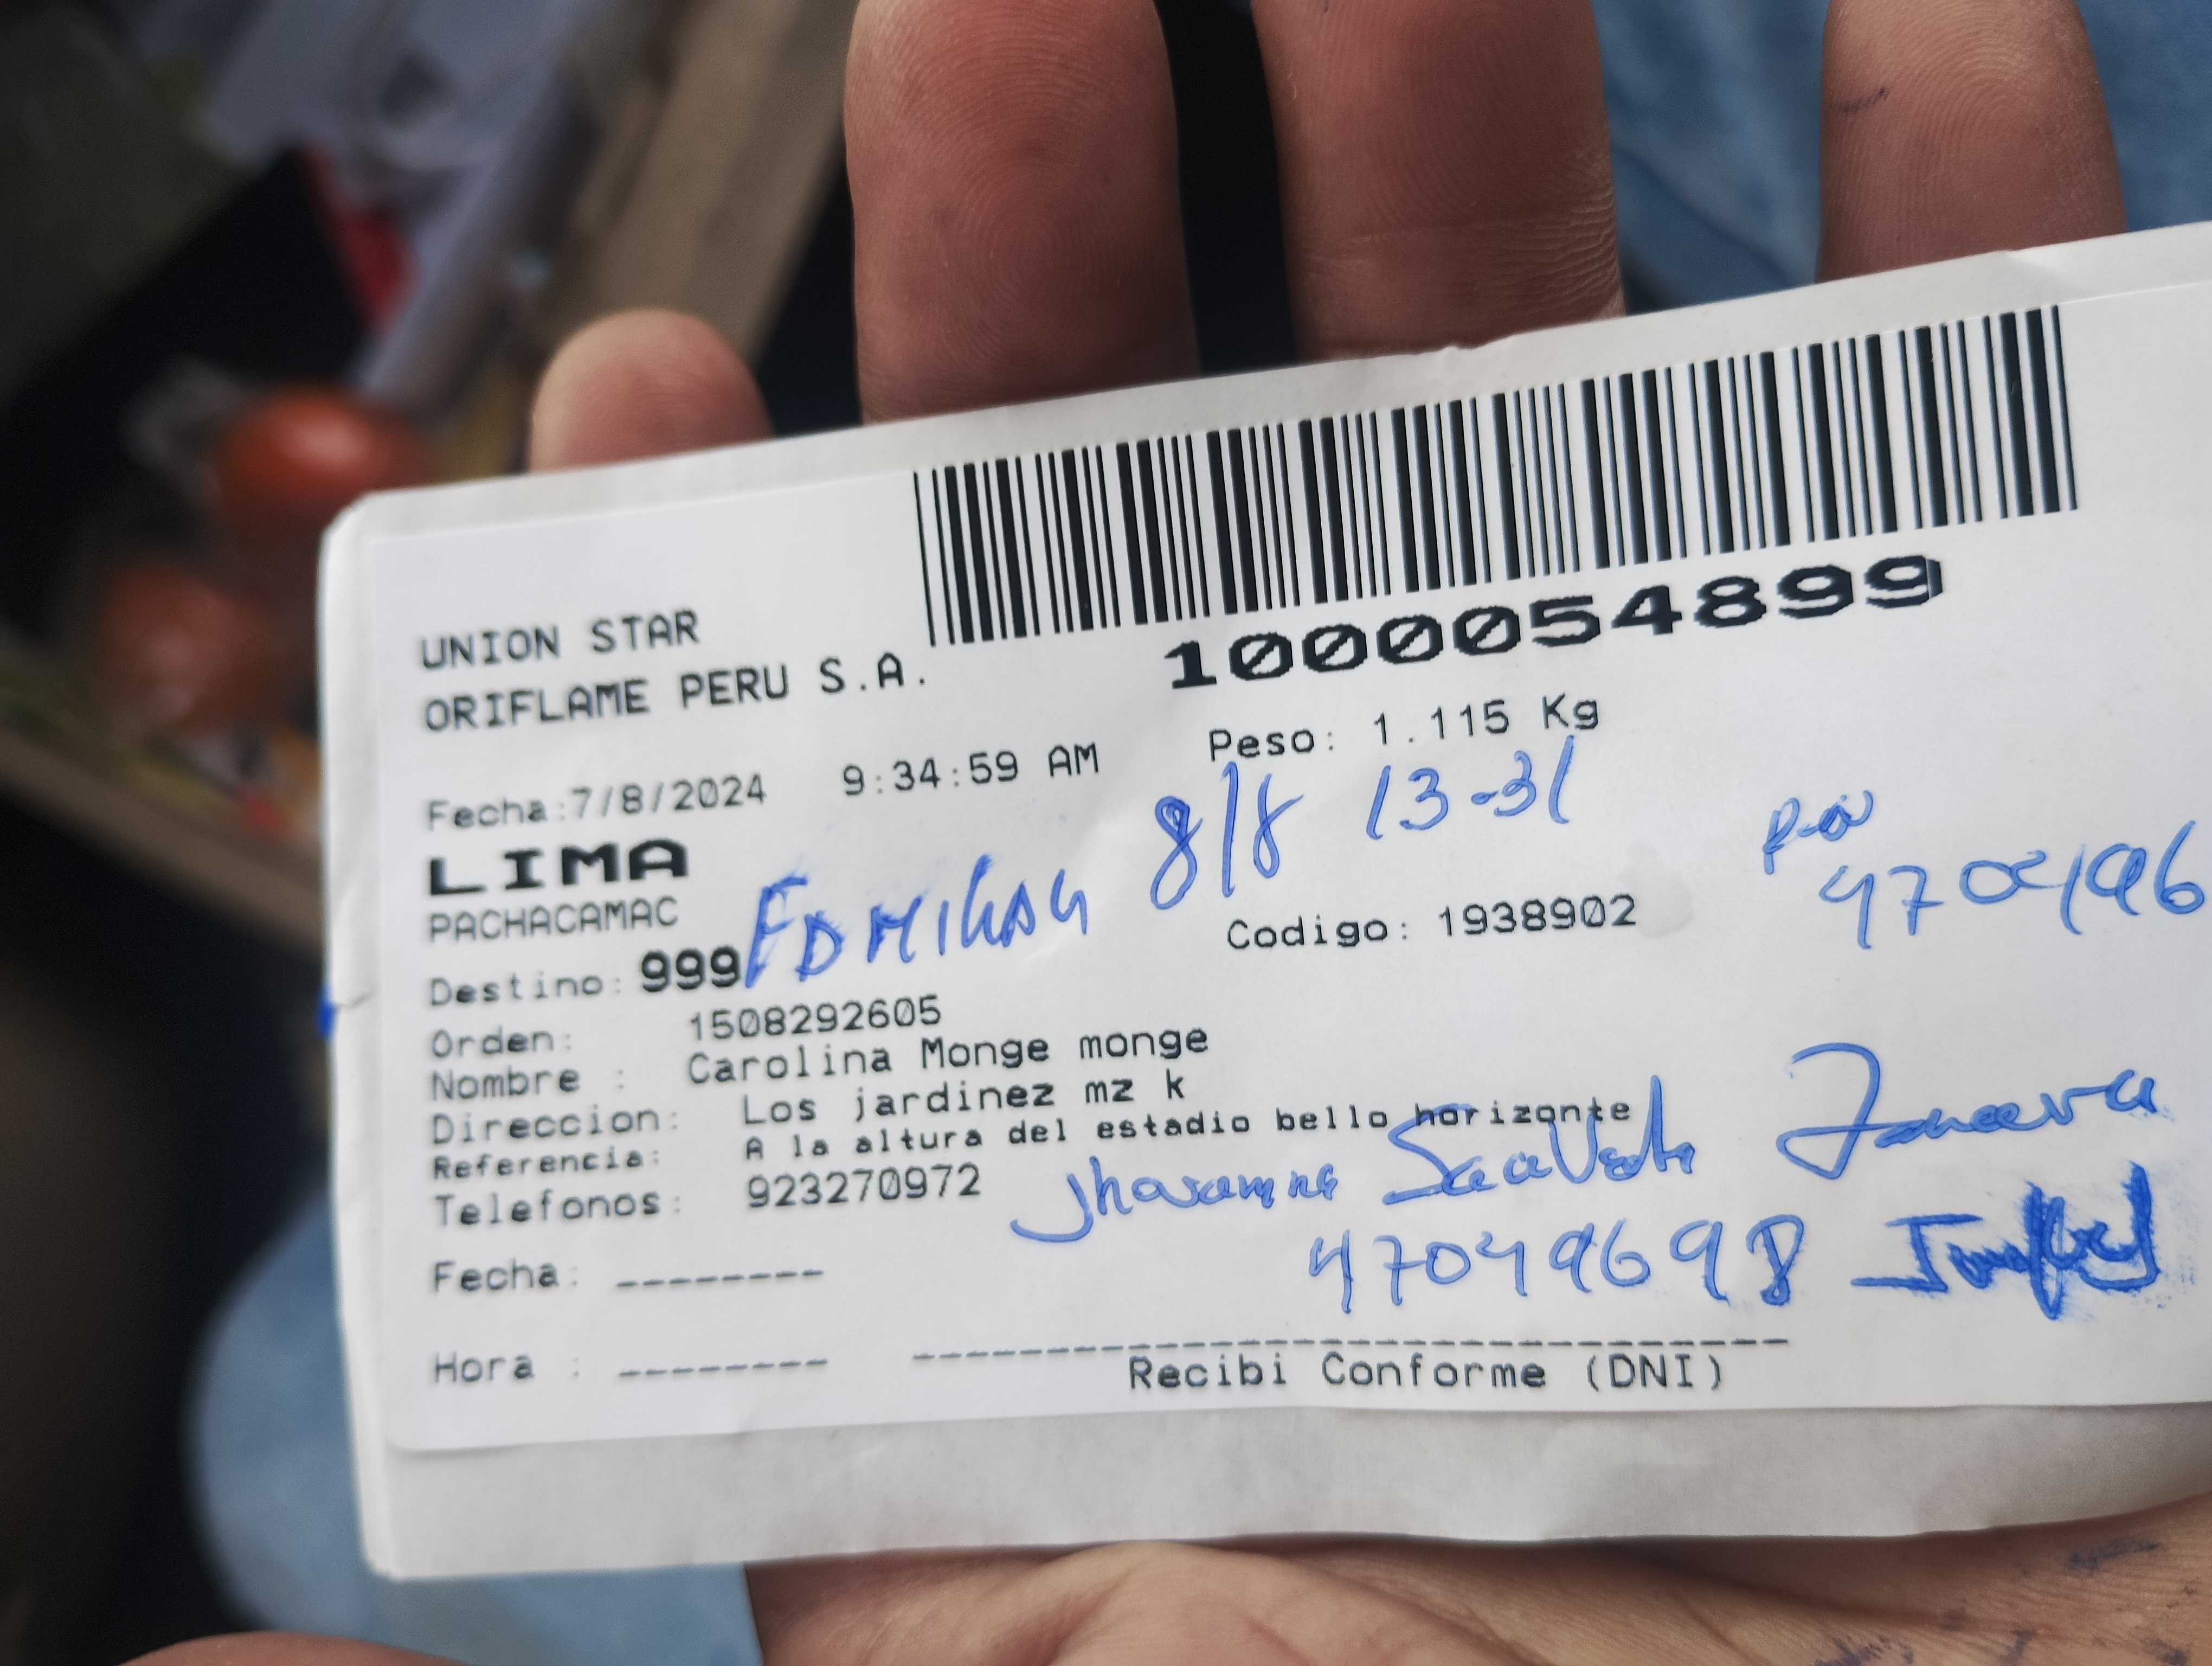 1000054899
UNION STAR
ORIFLAME PERU S.A.
Fecha:7/8/2024 9:34:59 AM Peso: 1.115 Kg
8/8 13-31
LIMA
PACHACAMAC
Destino: 999 Codigo: 1938902
Orden: 1508292605
Nombre : Carolina Monge monge
Direccion: Los jardinez mz k
Referencia: A la altura del estadio bello horizonte
Telefonos: 923270972
47049698
Fecha: --------
Hora : --------
Recibi Conforme (DNI)